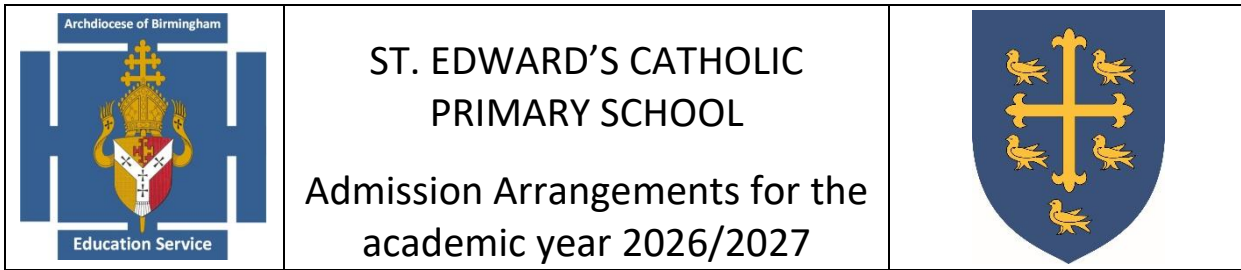 Archdiocese of Birmingham
Education Service
ST. EDWARD’S CATHOLIC
PRIMARY SCHOOL
Admission Arrangements for the
academic year 2026/2027